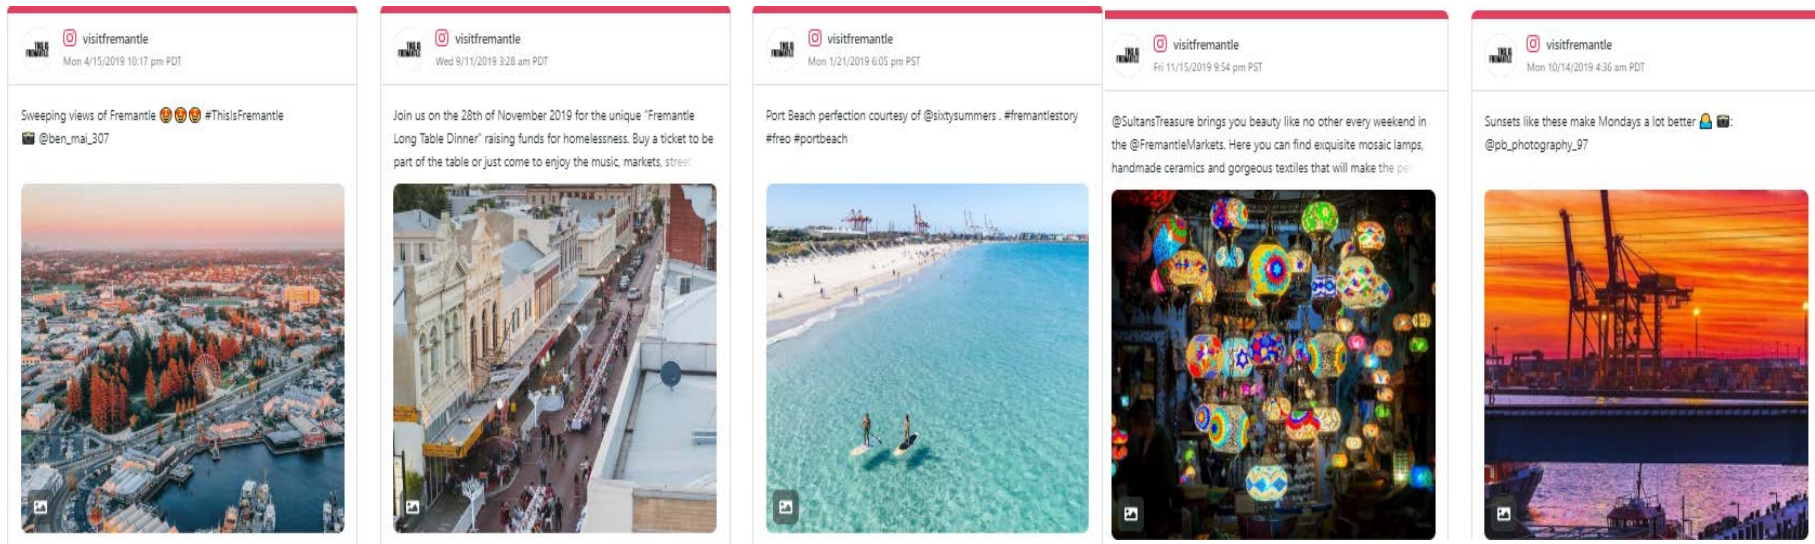 visitfremantle
Mon 4/15/2019 10:17 pm PDT
Sweeping views of Fremantle #ThisIsFremantle
@ben_mai_307
visitfremantle
Wed 9/11/2019 3:28 am PDT
Join us on the 28th of November 2019 for the unique "Fremantle
Long Table Dinner" raising funds for homelessness. Buy a ticket to be
part of the table or just come to enjoy the music, markets, street
visitfremantle
Mon 1/21/2019 6:05 pm PST
Port Beach perfection courtesy of @sixtysummers . #fremantlestory
#freo #portbeach
visitfremantle
Fri 11/15/2019 9:54 pm PST
@SultansTreasure brings you beauty like no other every weekend in
the @FremantleMarkets. Here you can find exquisite mosaic lamps,
handmade ceramics and gorgeous textiles that will make the
visitfremantle
Mon 10/14/2019 4:36 am PDT
Sunsets like these make Mondays a lot better :
@pb_photography_97